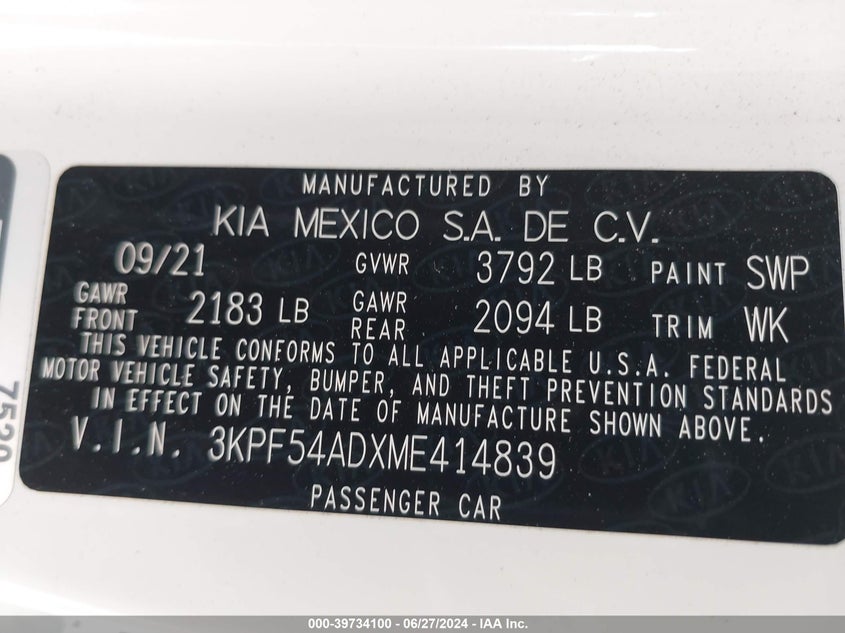 MANUFACTURED BY
KIA MEXICO S.A. DE C.V.
09/21 GVWR 3792 LB PAINT SWP
GAWR FRONT 2183 LB GAWR REAR 2094 LB TRIM WK
THIS VEHICLE CONFORMS TO ALL APPLICABLE U.S.A. FEDERAL
MOTOR VEHICLE SAFETY, BUMPER, AND THEFT PREVENTION STANDARDS
IN EFFECT ON THE DATE OF MANUFACTURE SHOWN ABOVE.
V.I.N. 3KPF54ADXME414839
PASSENGER CAR
000-39734100 - 06/27/2024 - IAA Inc.